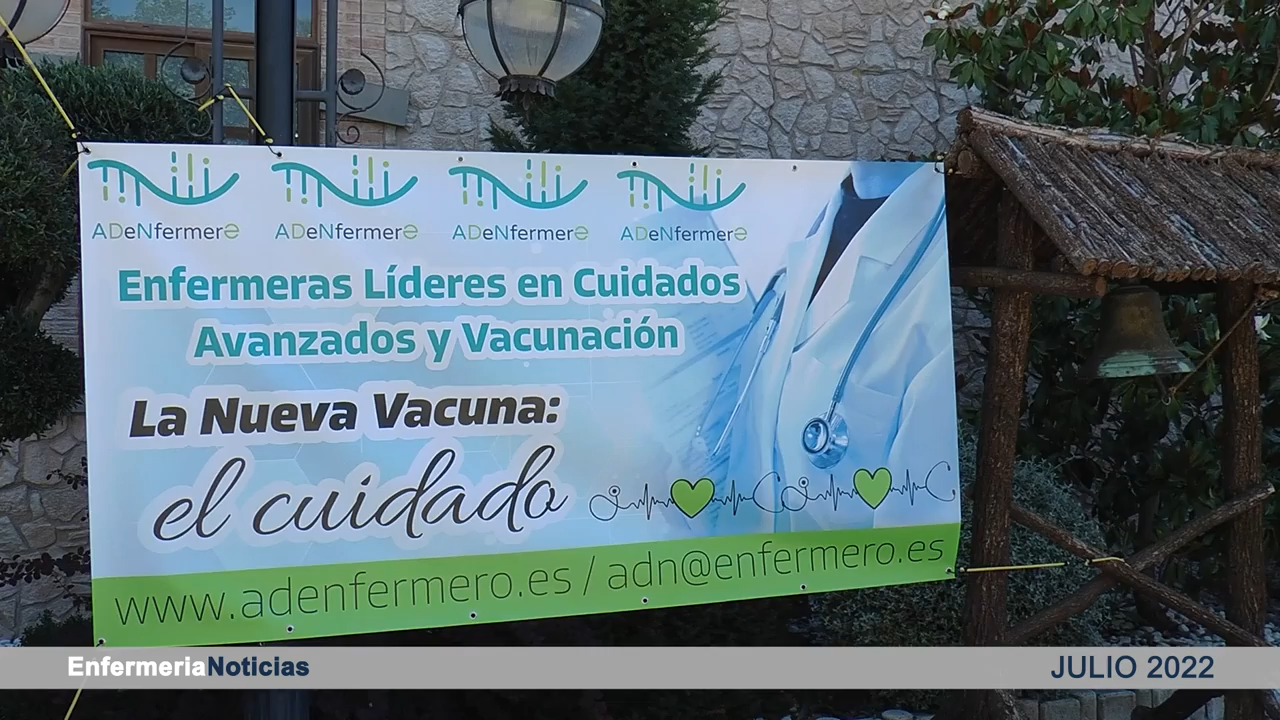 ADeNfermerE ADeNfermerE ADeNfermerE ADeNfermerE
Enfermeras Líderes en Cuidados
Avanzados y Vacunación
La Nueva Vacuna:
el cuidado
www.adenfermero.es / adn@enfermero.es
EnfermeriaNoticias
JULIO 2022